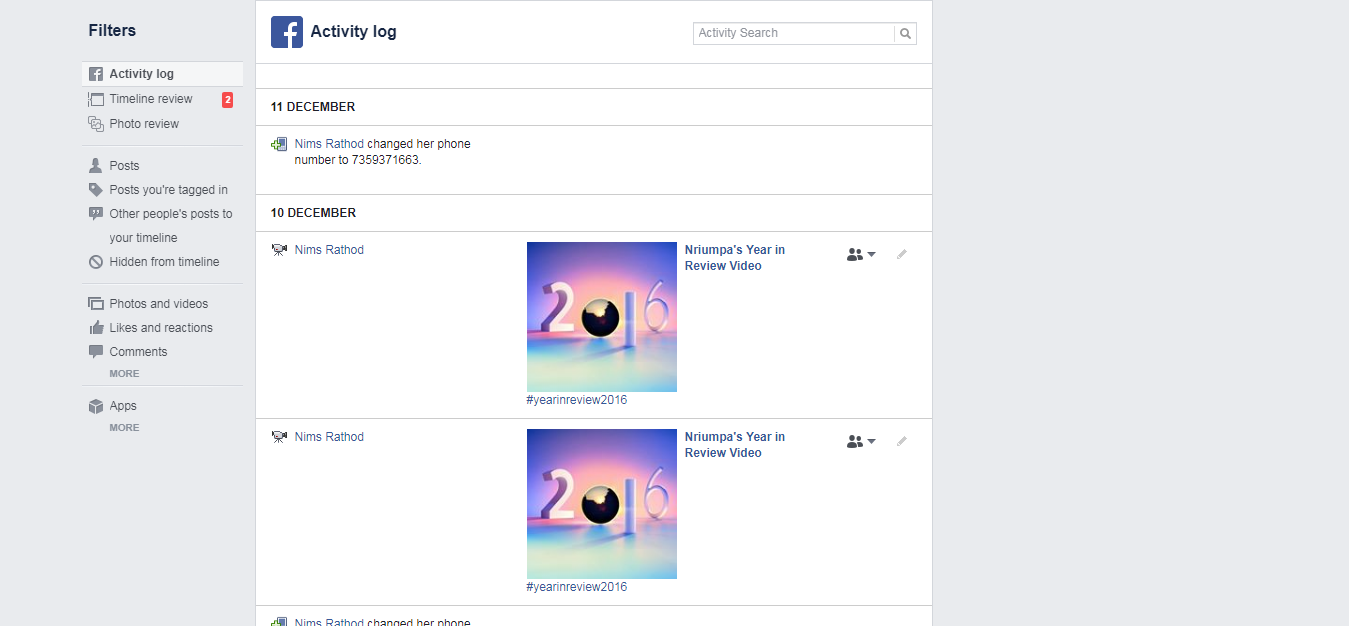 Filters
Activity log
Timeline review 2
Photo review
Posts
Posts you're tagged in
Other people's posts to
your timeline
Hidden from timeline
Photos and videos
Likes and reactions
Comments
MORE
Apps
MORE
Activity log
Activity Search
11 DECEMBER
Nims Rathod changed her phone
number to 7359371663.
10 DECEMBER
Nims Rathod
2016
Nriumpa's Year in
Review Video
#yearinreview2016
Nims Rathod
2016
Nriumpa's Year in
Review Video
#yearinreview2016
Nims Rathod changed her phone